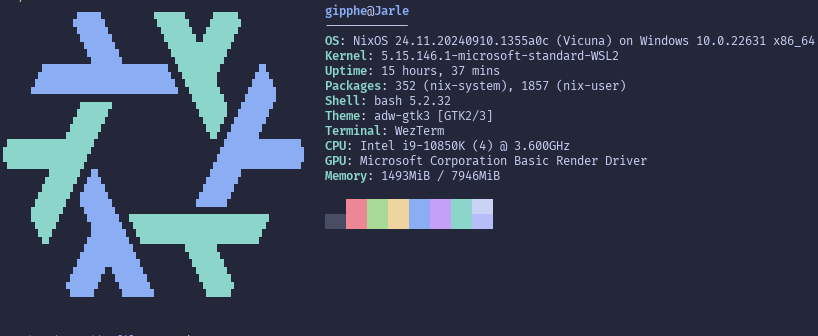 gipphe@Jarle
------------
OS: NixOS 24.11.20240910.1355a0c (Vicuna) on Windows 10.0.22631 x86_64
Kernel: 5.15.146.1-microsoft-standard-WSL2
Uptime: 15 hours, 37 mins
Packages: 352 (nix-system), 1857 (nix-user)
Shell: bash 5.2.32
Theme: adw-gtk3 [GTK2/3]
Terminal: WezTerm
CPU: Intel i9-10850K (4) @ 3.600GHz
GPU: Microsoft Corporation Basic Render Driver
Memory: 1493MiB / 7946MiB